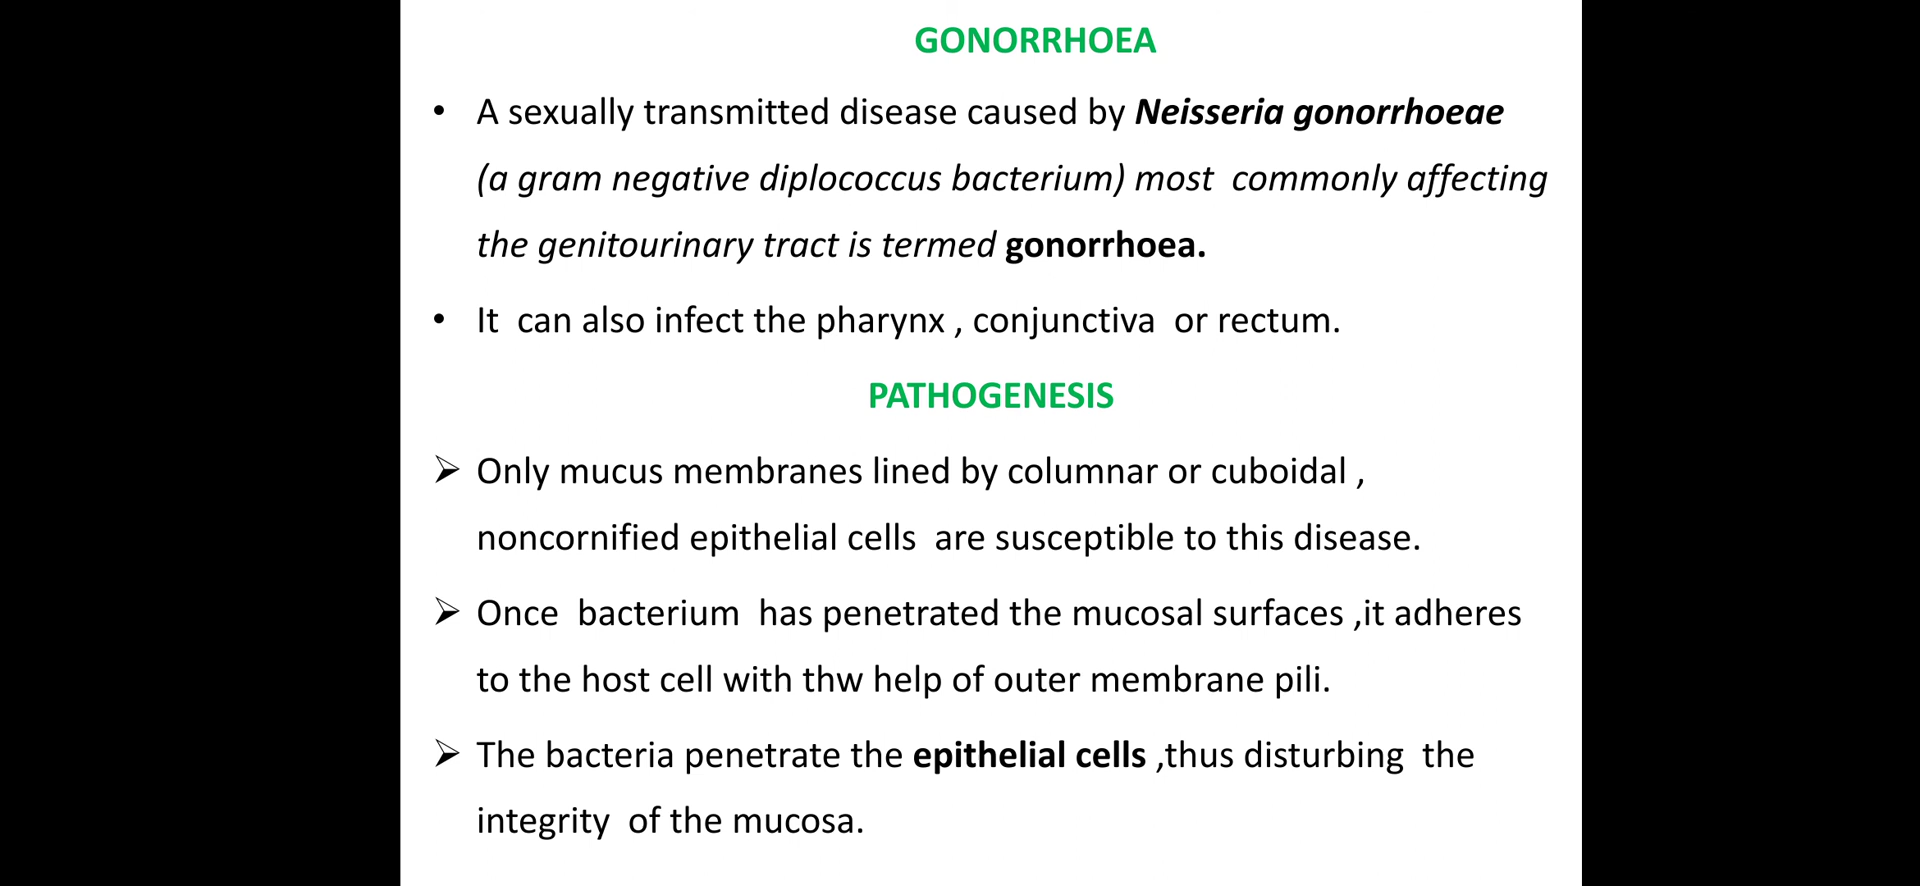 GONORRHOEA
• A sexually transmitted disease caused by Neisseria gonorrhoeae
(a gram negative diplococcus bacterium) most commonly affecting
the genitourinary tract is termed gonorrhoea.
• It can also infect the pharynx , conjunctiva or rectum.
PATHOGENESIS
➢ Only mucus membranes lined by columnar or cuboidal ,
noncornified epithelial cells are susceptible to this disease.
➢ Once bacterium has penetrated the mucosal surfaces ,it adheres
to the host cell with thw help of outer membrane pili.
➢ The bacteria penetrate the epithelial cells ,thus disturbing the
integrity of the mucosa.